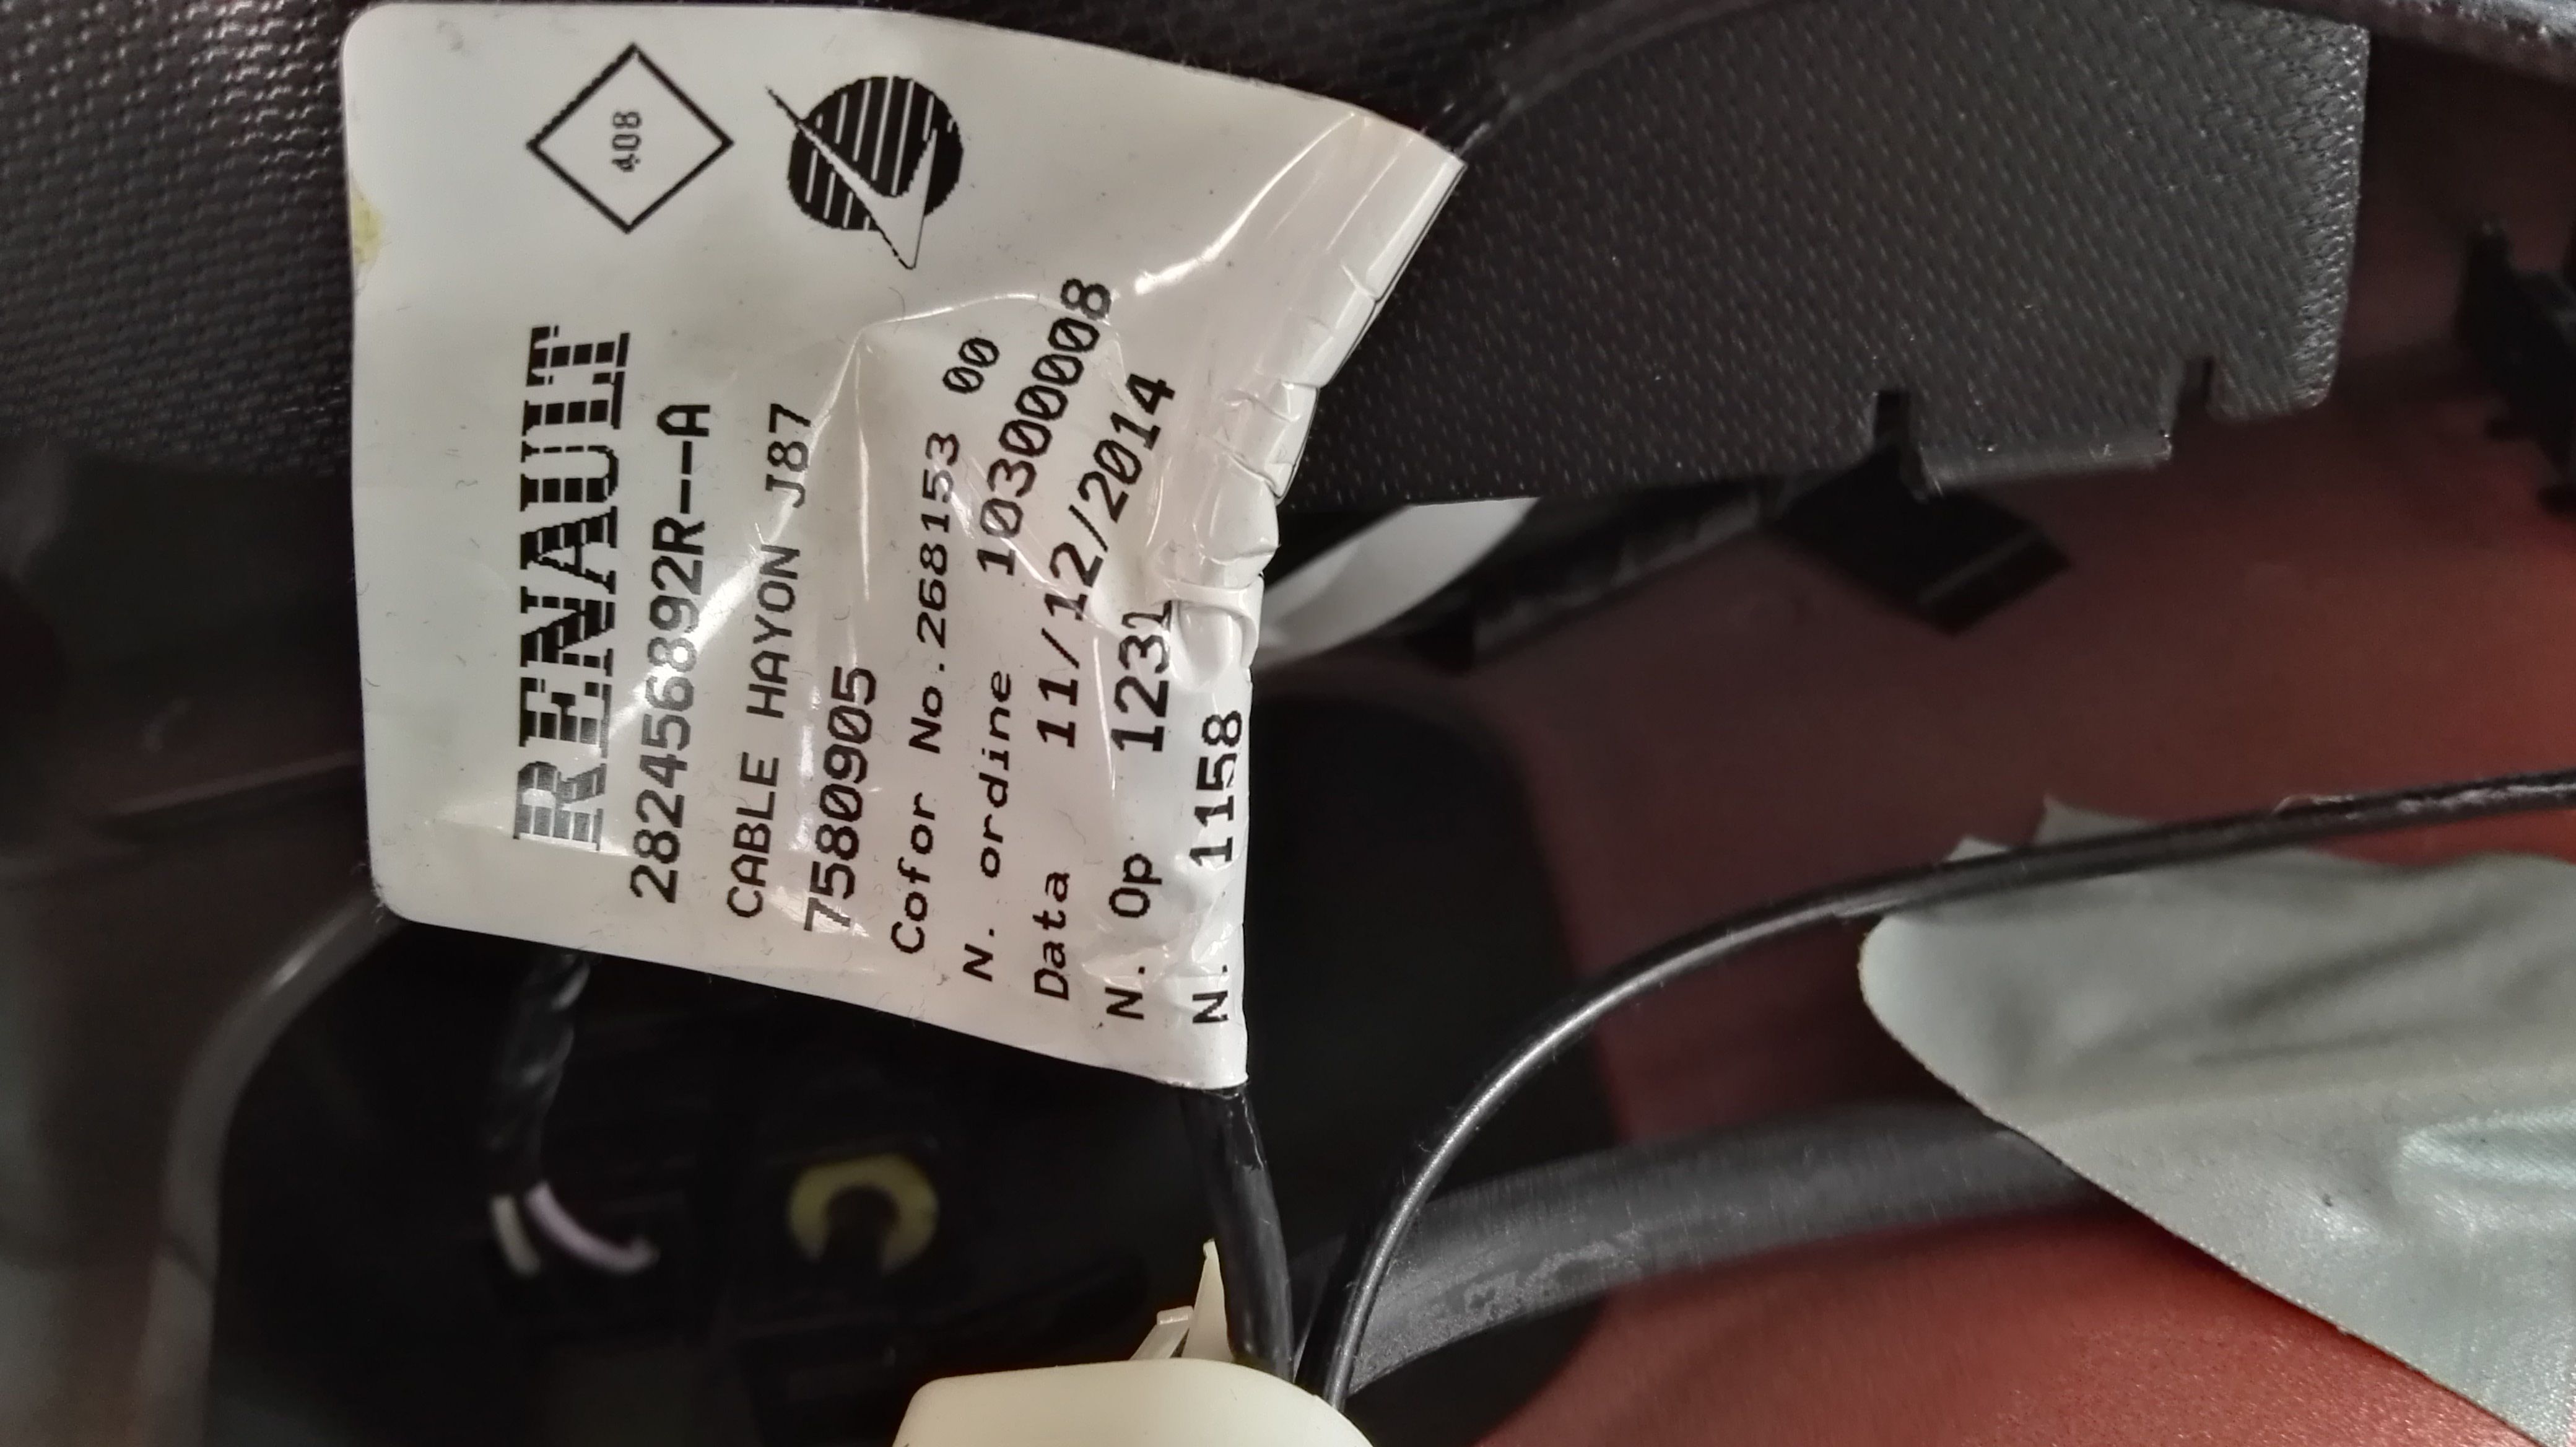 RENAULT
408
282456892R--A
CABLE HAYON J87
7580905
Cofor No.268153 00
N. ordine 10300008
Data 11/12/2014
N. Op 1231
N. 1158